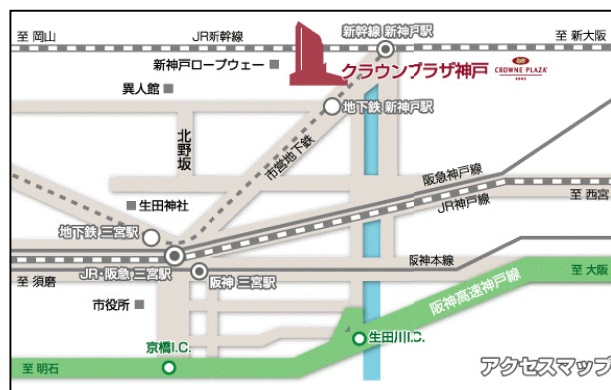 至 岡山
JR新幹線
新幹線 新神戸駅
至 新大阪
新神戸ロープウェー
クラウンプラザ神戸
CROWNE PLAZA
異人館
地下鉄 新神戸駅
北野坂
市営地下鉄
阪急神戸線
JR神戸線
至 西宮
生田神社
地下鉄 三宮駅
阪神本線
JR・阪急 三宮駅
阪神 三宮駅
至 須磨
至 大阪
市役所
阪神高速神戸線
生田川I.C.
京橋I.C.
至 明石
アクセスマップ